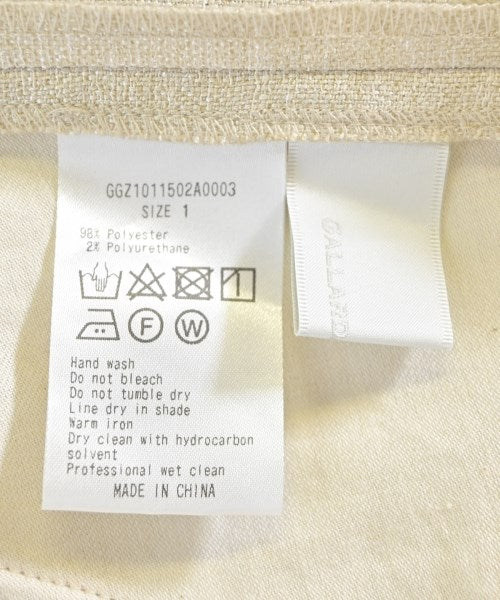 GGZ1011502A0003
SIZE 1
98% Polyester
2% Polyurethane
F
W
Hand wash
Do not bleach
Do not tumble dry
Line dry in shade
Warm iron
Dry clean with hydrocarbon
solvent
Professional wet clean
MADE IN CHINA
GALLARD